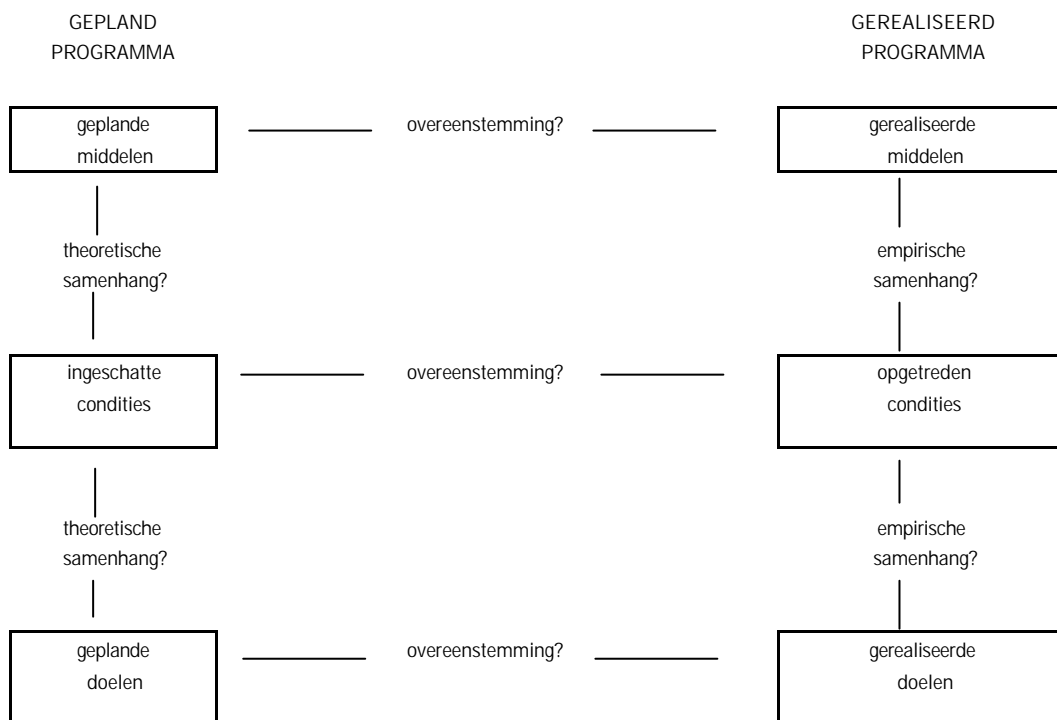 GEPLAND
PROGRAMMA
GEREALISEERD
PROGRAMMA
geplande
middelen
overeenstemming?
gerealiseerde
middelen
theoretische
samenhang?
empirische
samenhang?
ingeschatte
condities
overeenstemming?
opgetreden
condities
theoretische
samenhang?
empirische
samenhang?
geplande
doelen
overeenstemming?
gerealiseerde
doelen